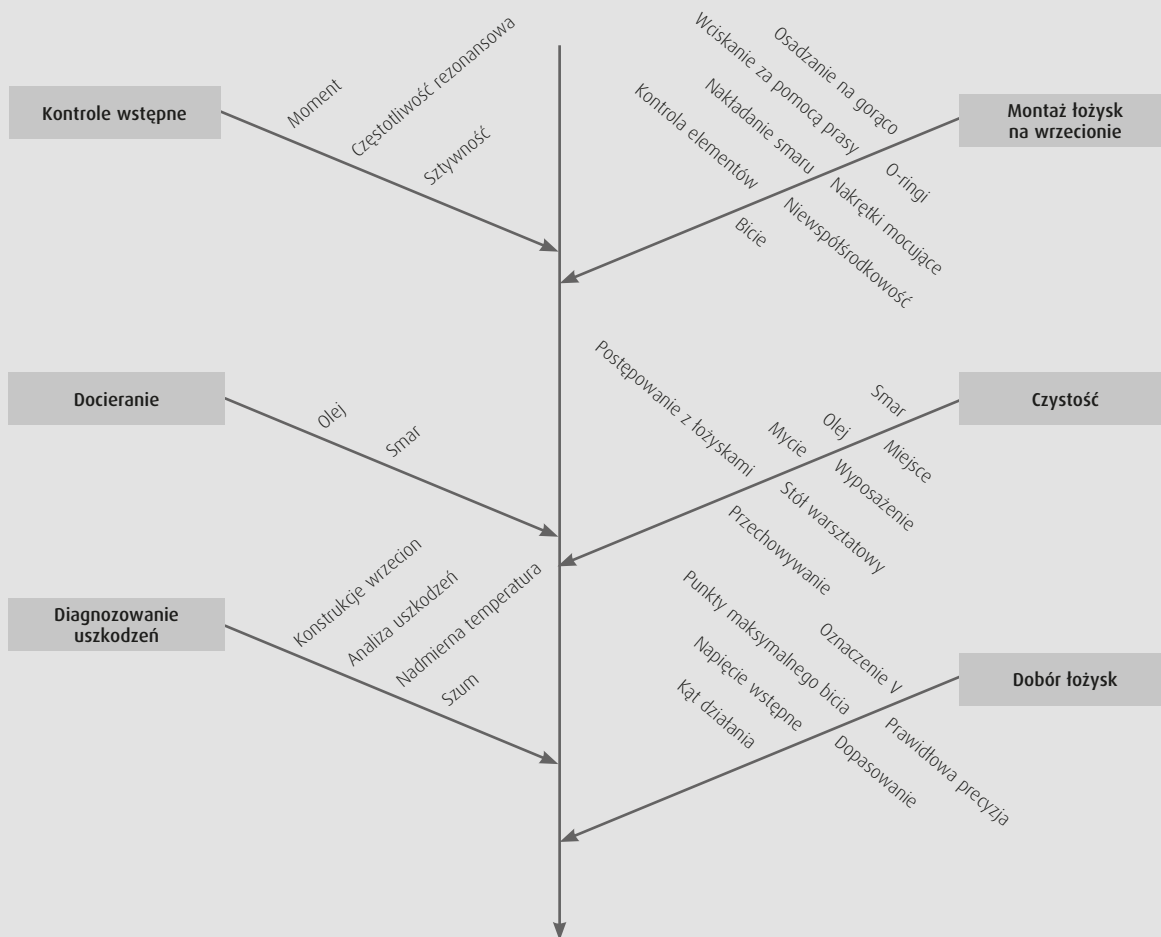 Kontrole wstępne
Moment
Częstotliwość rezonansowa
Sztywność
Montaż łożysk
na wrzecionie
Osadzanie na gorąco
Wciskanie za pomocą prasy
Nakładanie smaru
Kontrola elementów
O-ringi
Nakrętki mocujące
Niewspółśrodkowość
Bicie
Docieranie
Olej
Smar
Czystość
Smar
Olej
Mycie
Postępowanie z łożyskami
Miejsce
Wyposażenie
Stół warsztatowy
Przechowywanie
Diagnozowanie
uszkodzeń
Konstrukcje wrzecion
Analiza uszkodzeń
Nadmierna temperatura
Szum
Dobór łożysk
Oznaczenie V
Punkty maksymalnego bicia
Napięcie wstępne
Kąt działania
Prawidłowa precyzja
Dopasowanie